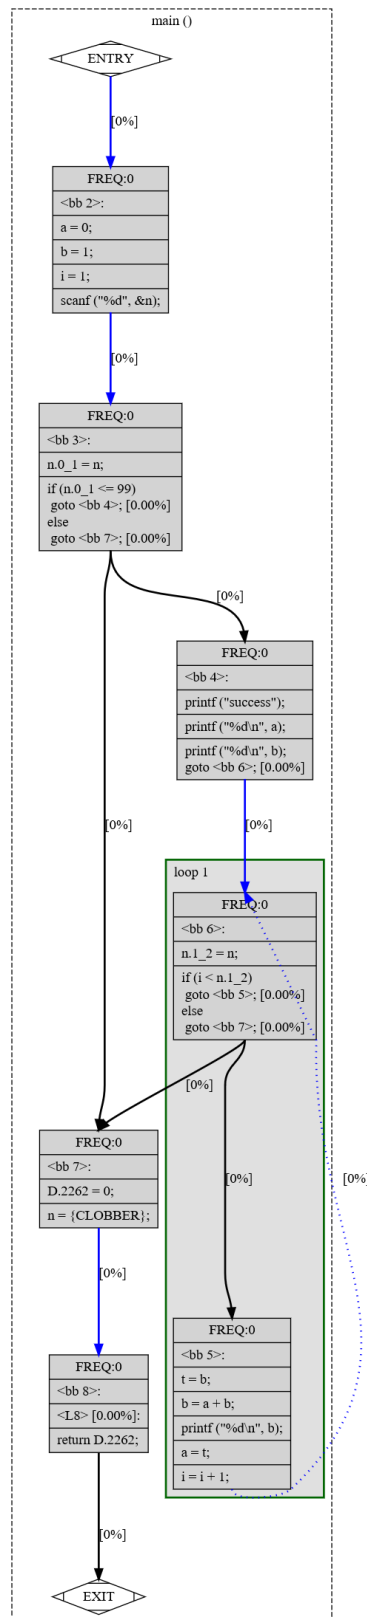 main ()
ENTRY
[0%]
FREQ:0
<bb 2>:
a = 0;
b = 1;
i = 1;
scanf ("%d", &n);
[0%]
FREQ:0
<bb 3>:
n.0_1 = n;
if (n.0_1 <= 99)
goto <bb 4>; [0.00%]
else
goto <bb 7>; [0.00%]
[0%]
FREQ:0
<bb 4>:
printf ("success");
printf ("%d\n", a);
printf ("%d\n", b);
goto <bb 6>; [0.00%]
[0%]
[0%]
loop 1
FREQ:0
<bb 6>:
n.1_2 = n;
if (i < n.1_2)
goto <bb 5>; [0.00%]
else
goto <bb 7>; [0.00%]
[0%]
FREQ:0
<bb 7>:
D.2262 = 0;
n = {CLOBBER};
[0%]
[0%]
[0%]
FREQ:0
<bb 5>:
t = b;
b = a + b;
printf ("%d\n", b);
a = t;
i = i + 1;
FREQ:0
<bb 8>:
<L8> [0.00%]:
return D.2262;
[0%]
EXIT